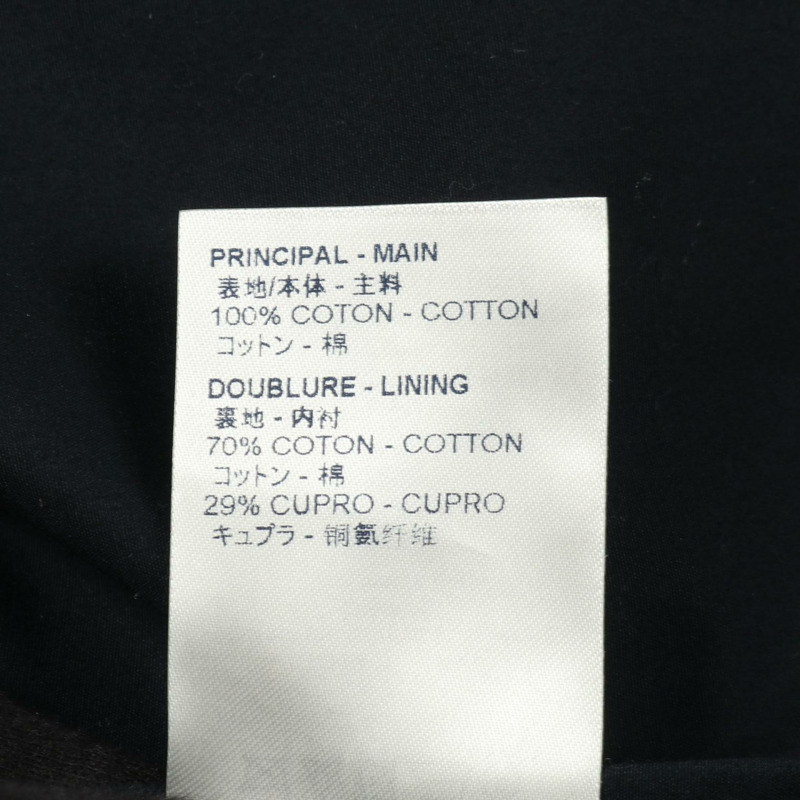 PRINCIPAL - MAIN
表地/本体 - 主料
100% COTON - COTTON
コットン - 棉
DOUBLURE - LINING
裏地 - 内衬
70% COTON - COTTON
コットン - 棉
29% CUPRO - CUPRO
キュプラ - 铜氨纤维